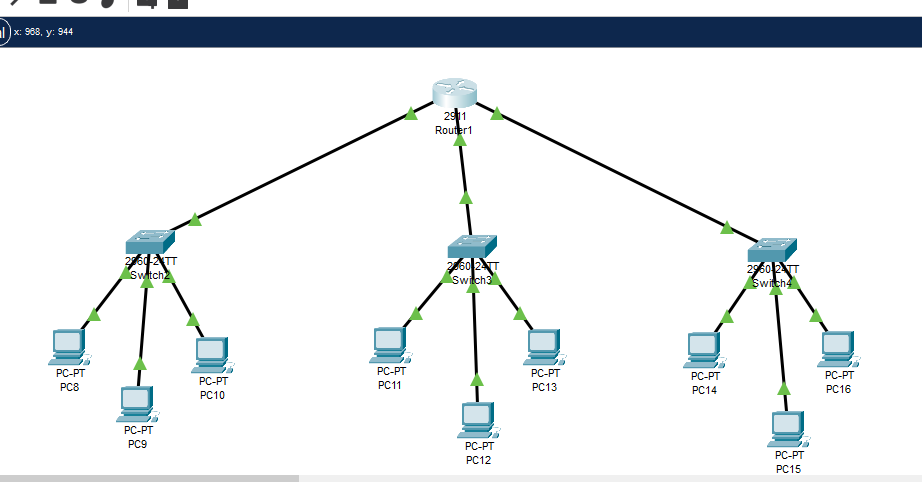 x: 968, y: 944
2911
Router1
2960-24TT
Switch2
2960-24TT
Switch3
2960-24TT
Switch4
PC-PT
PC8
PC-PT
PC9
PC-PT
PC10
PC-PT
PC11
PC-PT
PC12
PC-PT
PC13
PC-PT
PC14
PC-PT
PC15
PC-PT
PC16